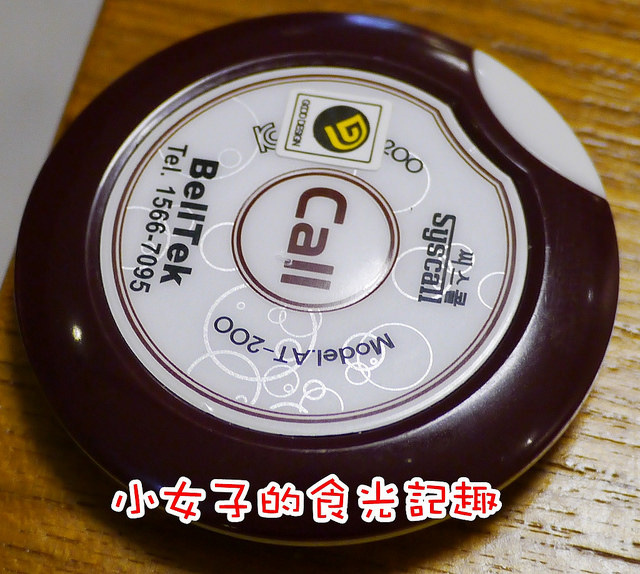 GOOD DESIGN
200
BellTek
Tel. 1566-7095
Call
씨스콜
Syscall
Model.AT-200
小女子的食光記趣